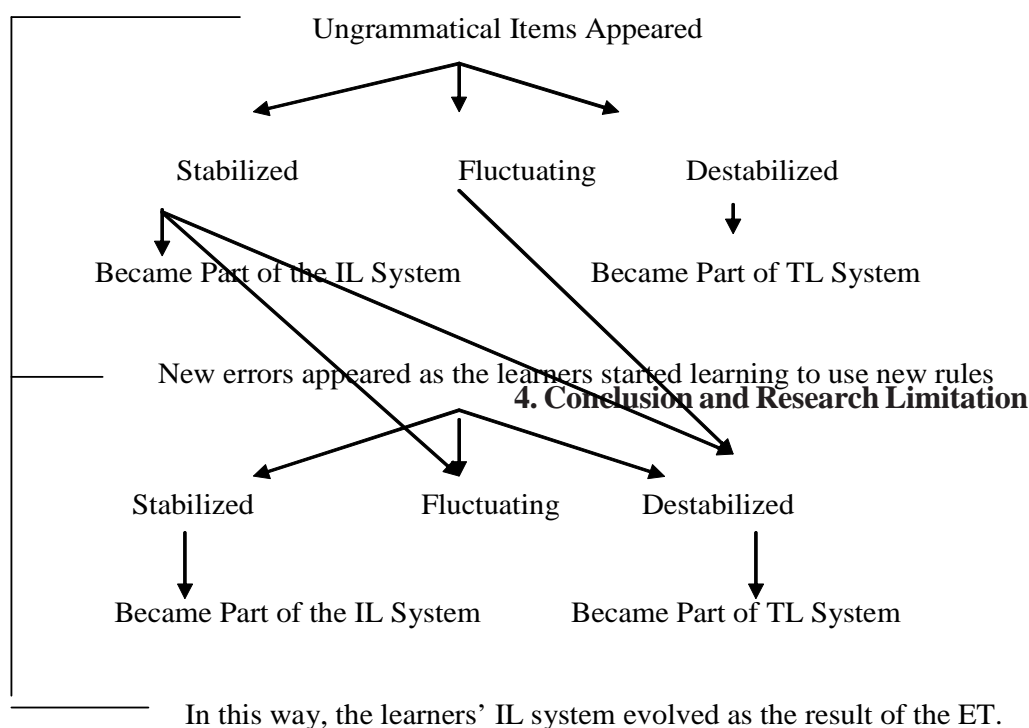 Ungrammatical Items Appeared
Stabilized Fluctuating Destabilized
Became Part of the IL System Became Part of TL System
New errors appeared as the learners started learning to use new rules
4. Conclusion and Research Limitation
Stabilized Fluctuating Destabilized
Became Part of the IL System Became Part of TL System
In this way, the learners’ IL system evolved as the result of the ET.